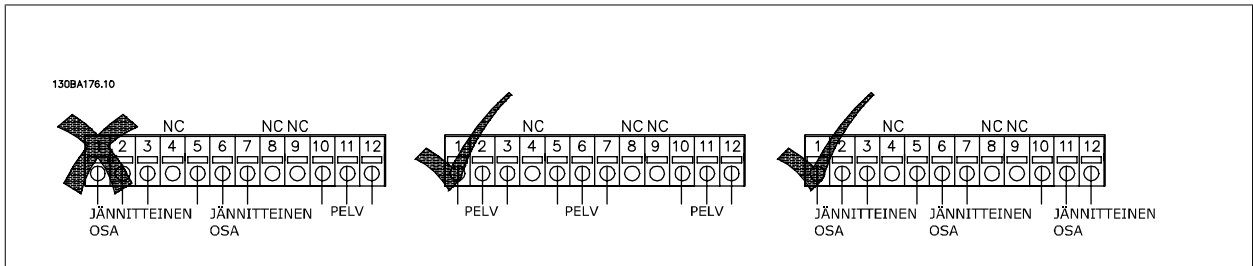 130BA176.10
NC NC NC
2 3 4 5 6 7 8 9 10 11 12
JÄNNITTEINEN OSA
JÄNNITTEINEN OSA
PELV
NC NC NC
1 2 3 4 5 6 7 8 9 10 11 12
PELV PELV PELV
NC NC NC
1 2 3 4 5 6 7 8 9 10 11 12
JÄNNITTEINEN OSA
JÄNNITTEINEN OSA
JÄNNITTEINEN OSA